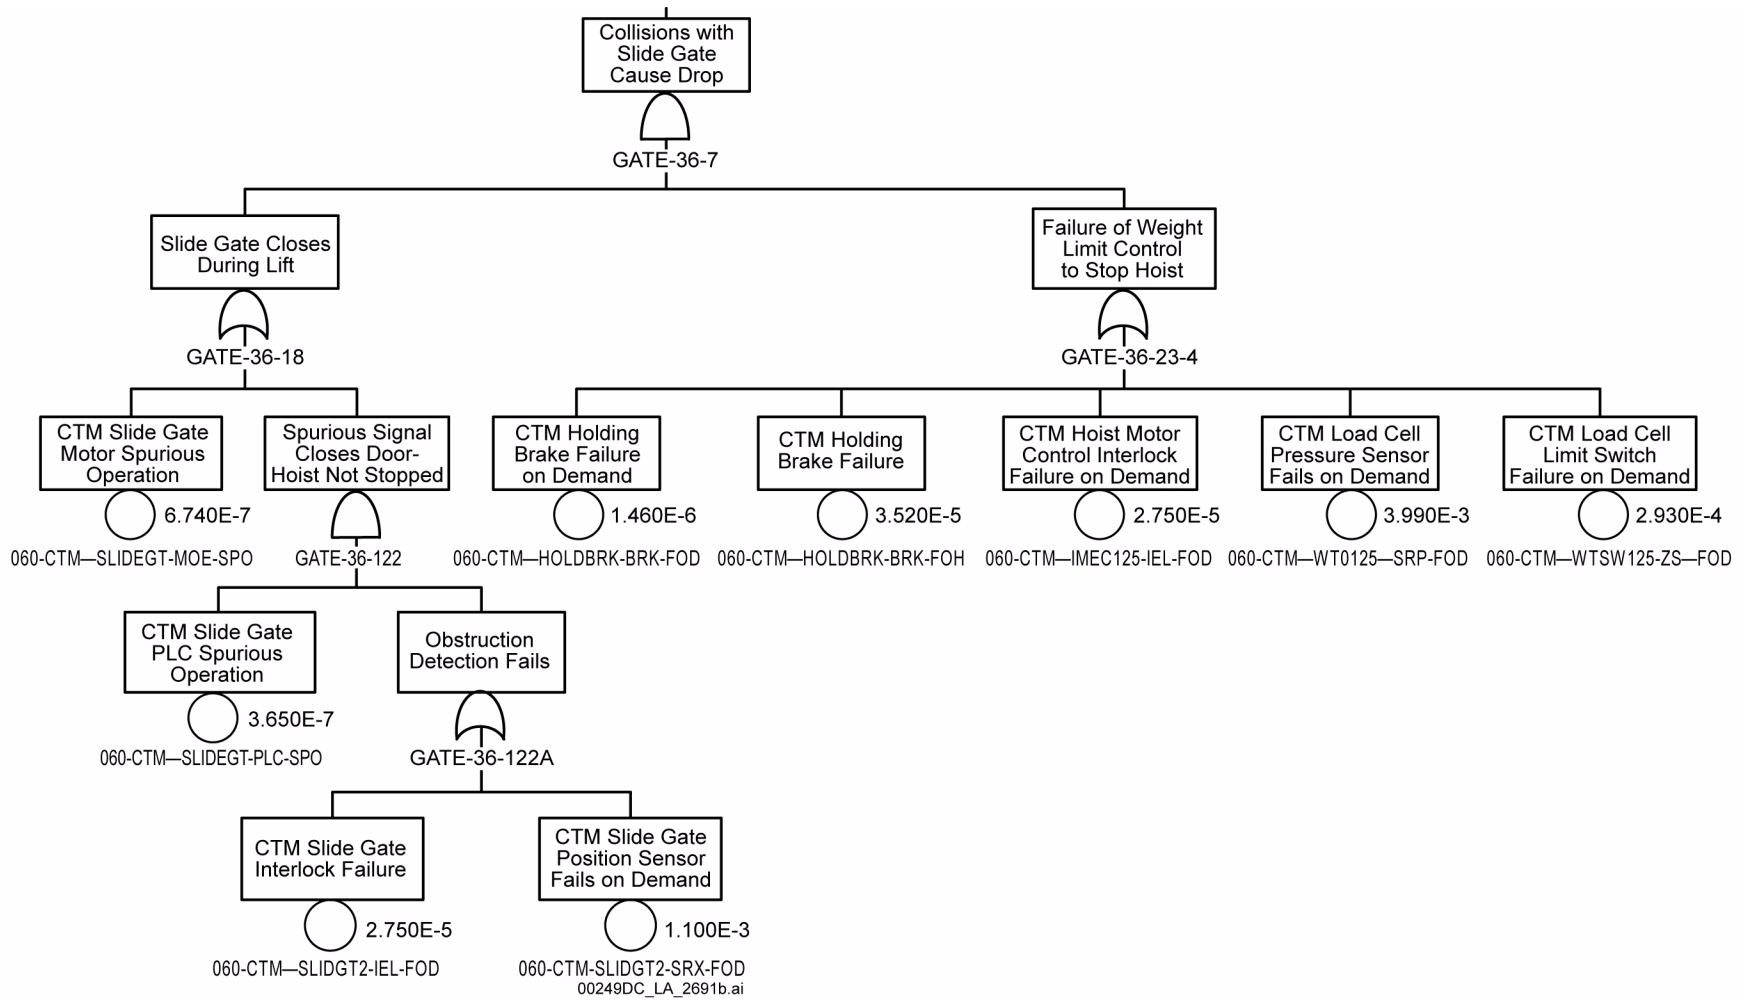 Collisions with
Slide Gate
Cause Drop
GATE-36-7
Slide Gate Closes
During Lift
GATE-36-18
Failure of Weight
Limit Control
to Stop Hoist
GATE-36-23-4
CTM Slide Gate
Motor Spurious
Operation
6.740E-7
060-CTM—SLIDEGT-MOE-SPO
Spurious Signal
Closes Door-
Hoist Not Stopped
GATE-36-122
CTM Holding
Brake Failure
on Demand
1.460E-6
060-CTM—HOLDBRK-BRK-FOD
CTM Holding
Brake Failure
3.520E-5
060-CTM—HOLDBRK-BRK-FOH
CTM Hoist Motor
Control Interlock
Failure on Demand
2.750E-5
060-CTM—IMEC125-IEL-FOD
CTM Load Cell
Pressure Sensor
Fails on Demand
3.990E-3
060-CTM—WT0125—SRP-FOD
CTM Load Cell
Limit Switch
Failure on Demand
2.930E-4
060-CTM—WTSW125-ZS—FOD
CTM Slide Gate
PLC Spurious
Operation
3.650E-7
060-CTM—SLIDEGT-PLC-SPO
Obstruction
Detection Fails
GATE-36-122A
CTM Slide Gate
Interlock Failure
2.750E-5
060-CTM—SLIDGT2-IEL-FOD
CTM Slide Gate
Position Sensor
Fails on Demand
1.100E-3
060-CTM-SLIDGT2-SRX-FOD
00249DC_LA_2691b.ai